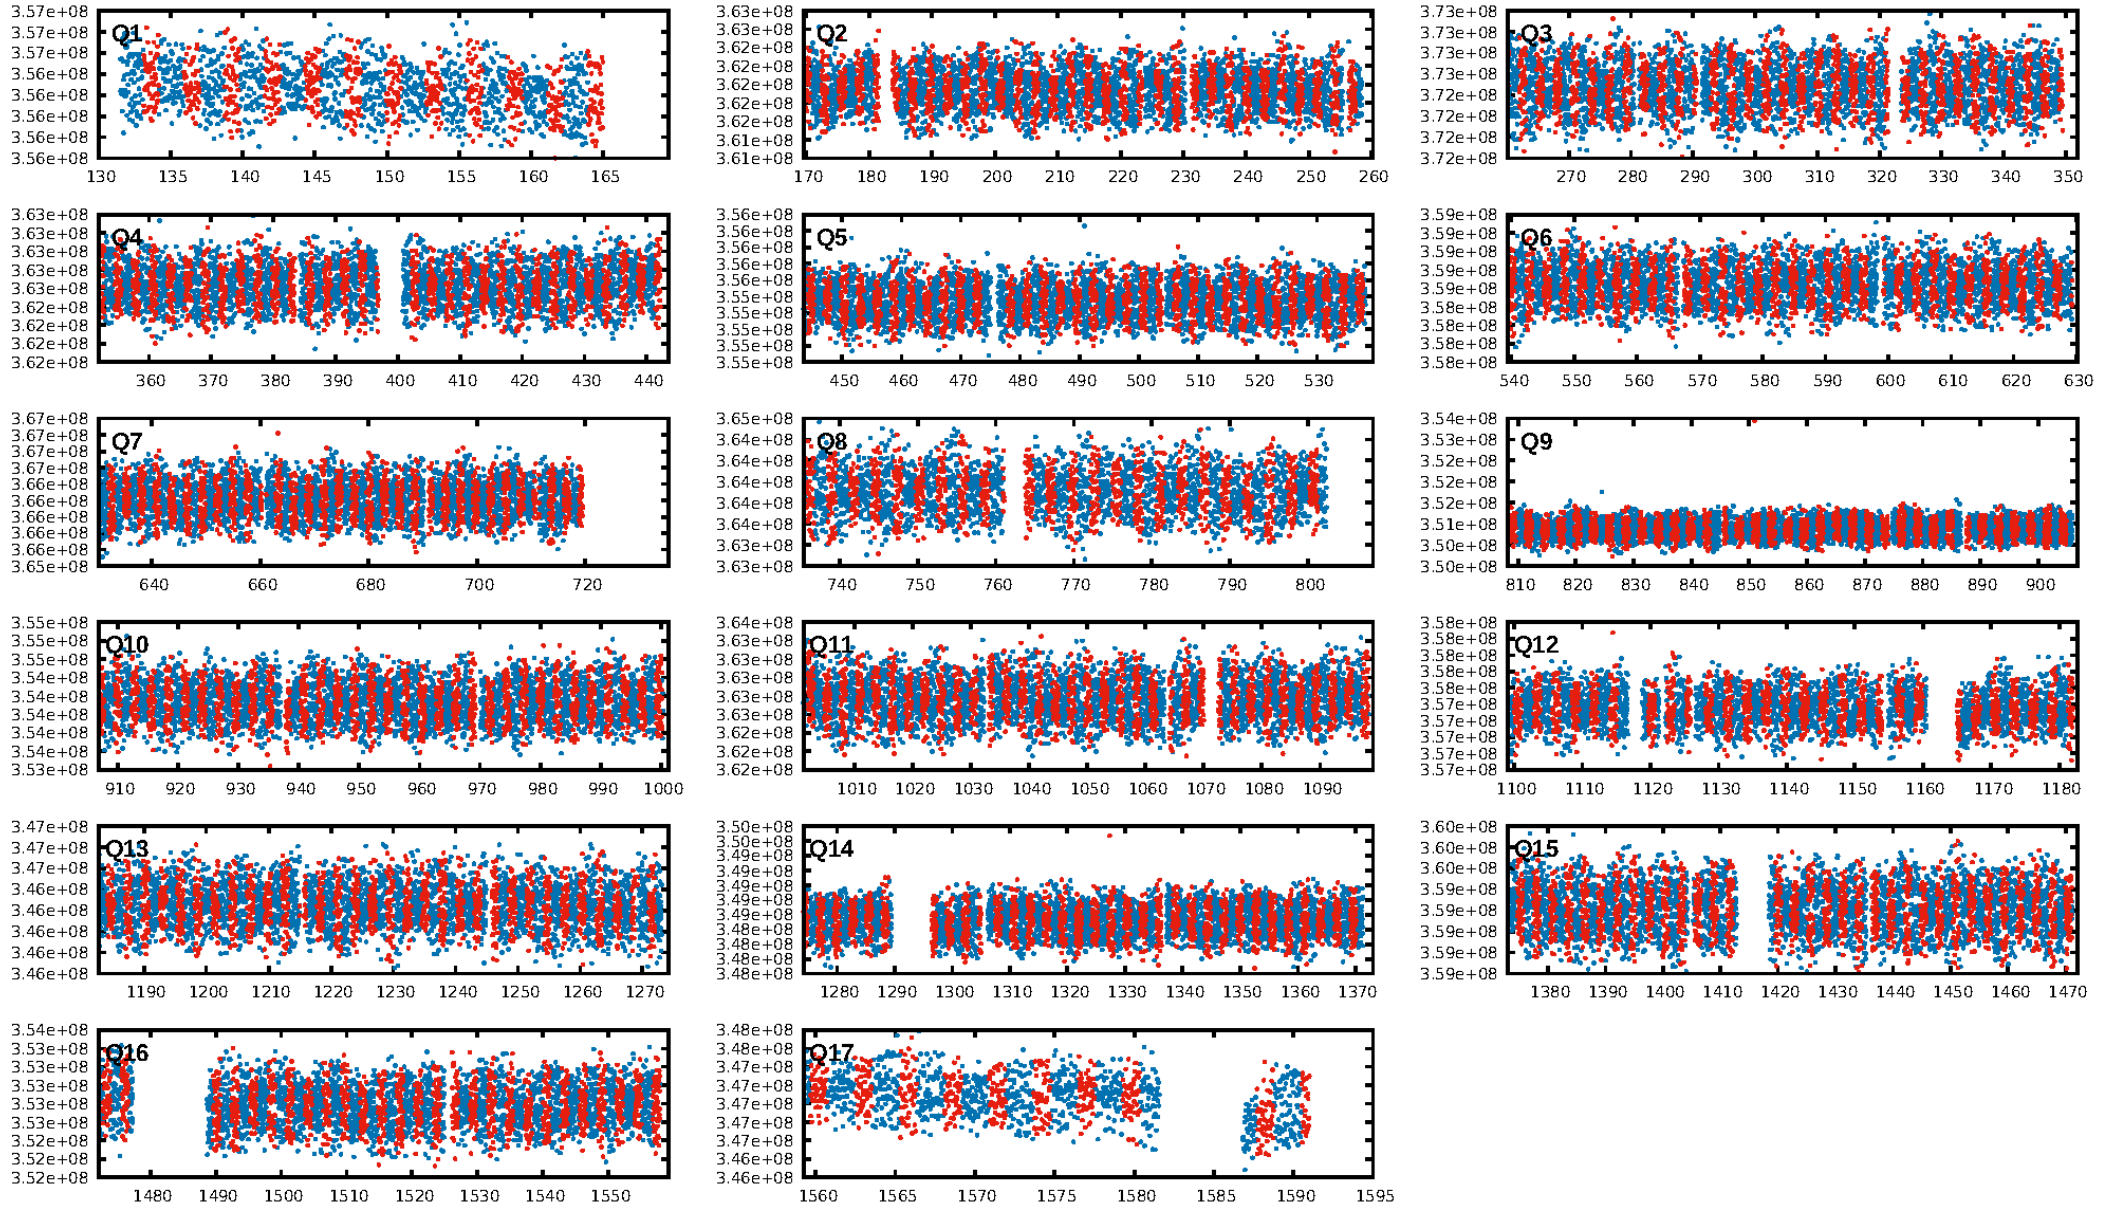 3.57e+08 3.57e+08 3.57e+08 3.56e+08 3.56e+08 3.56e+08 3.56e+08 3.56e+08
Q1
130 135 140 145 150 155 160 165
3.63e+08 3.63e+08 3.62e+08 3.62e+08 3.62e+08 3.62e+08 3.62e+08 3.61e+08 3.61e+08
Q2
170 180 190 200 210 220 230 240 250 260
3.73e+08 3.73e+08 3.73e+08 3.73e+08 3.72e+08 3.72e+08 3.72e+08 3.72e+08
Q3
270 280 290 300 310 320 330 340 350
3.63e+08 3.63e+08 3.63e+08 3.63e+08 3.63e+08 3.62e+08 3.62e+08 3.62e+08 3.62e+08
Q4
360 370 380 390 400 410 420 430 440
3.56e+08 3.56e+08 3.56e+08 3.56e+08 3.56e+08 3.55e+08 3.55e+08 3.55e+08 3.55e+08 3.55e+08
Q5
450 460 470 480 490 500 510 520 530
3.59e+08 3.59e+08 3.59e+08 3.59e+08 3.59e+08 3.58e+08 3.58e+08 3.58e+08 3.58e+08
Q6
540 550 560 570 580 590 600 610 620 630
3.67e+08 3.67e+08 3.67e+08 3.67e+08 3.66e+08 3.66e+08 3.66e+08 3.66e+08 3.66e+08 3.65e+08
Q7
640 660 680 700 720
3.65e+08 3.64e+08 3.64e+08 3.64e+08 3.64e+08 3.64e+08 3.63e+08 3.63e+08
Q8
740 750 760 770 780 790 800
3.54e+08 3.53e+08 3.52e+08 3.52e+08 3.51e+08 3.51e+08 3.50e+08 3.50e+08
Q9
810 820 830 840 850 860 870 880 890 900
3.55e+08 3.55e+08 3.55e+08 3.54e+08 3.54e+08 3.54e+08 3.54e+08 3.54e+08 3.53e+08
Q10
910 920 930 940 950 960 970 980 990 1000
3.64e+08 3.63e+08 3.63e+08 3.63e+08 3.63e+08 3.63e+08 3.62e+08 3.62e+08 3.62e+08
Q11
1010 1020 1030 1040 1050 1060 1070 1080 1090
3.58e+08 3.58e+08 3.58e+08 3.58e+08 3.58e+08 3.57e+08 3.57e+08 3.57e+08 3.57e+08 3.57e+08
Q12
1100 1110 1120 1130 1140 1150 1160 1170 1180
3.47e+08 3.47e+08 3.47e+08 3.46e+08 3.46e+08 3.46e+08 3.46e+08 3.46e+08
Q13
1190 1200 1210 1220 1230 1240 1250 1260 1270
3.50e+08 3.50e+08 3.49e+08 3.49e+08 3.49e+08 3.49e+08 3.49e+08 3.48e+08 3.48e+08 3.48e+08 3.48e+08
Q14
1280 1290 1300 1310 1320 1330 1340 1350 1360 1370
3.60e+08 3.60e+08 3.60e+08 3.59e+08 3.59e+08 3.59e+08 3.59e+08 3.59e+08
Q15
1380 1390 1400 1410 1420 1430 1440 1450 1460 1470
3.54e+08 3.53e+08 3.53e+08 3.53e+08 3.53e+08 3.53e+08 3.52e+08 3.52e+08 3.52e+08
Q16
1480 1490 1500 1510 1520 1530 1540 1550
3.48e+08 3.48e+08 3.47e+08 3.47e+08 3.47e+08 3.47e+08 3.47e+08 3.46e+08 3.46e+08
Q17
1560 1565 1570 1575 1580 1585 1590 1595